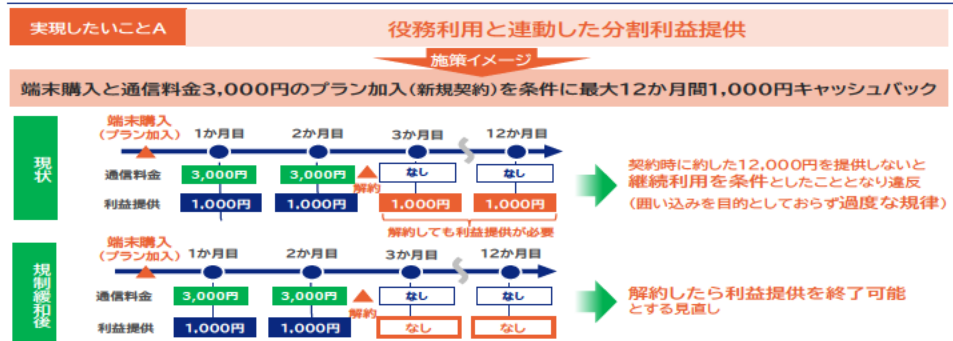 実現したいことA
役務利用と連動した分割利益提供
施策イメージ
端末購入と通信料金3,000円のプラン加入(新規契約)を条件に最大12か月間1,000円キャッシュバック
現状
端末購入
(プラン加入)
1か月目
2か月目
3か月目
12か月目
通信料金
3,000円
3,000円
解約
なし
なし
利益提供
1,000円
1,000円
1,000円
1,000円
解約しても利益提供が必要
契約時に約した12,000円を提供しないと
継続利用を条件としたこととなり違反
(囲い込みを目的としておらず過度な規律)
規制緩和後
端末購入
(プラン加入)
1か月目
2か月目
3か月目
12か月目
通信料金
3,000円
3,000円
解約
なし
なし
利益提供
1,000円
1,000円
なし
なし
解約したら利益提供を終了可能
とする見直し